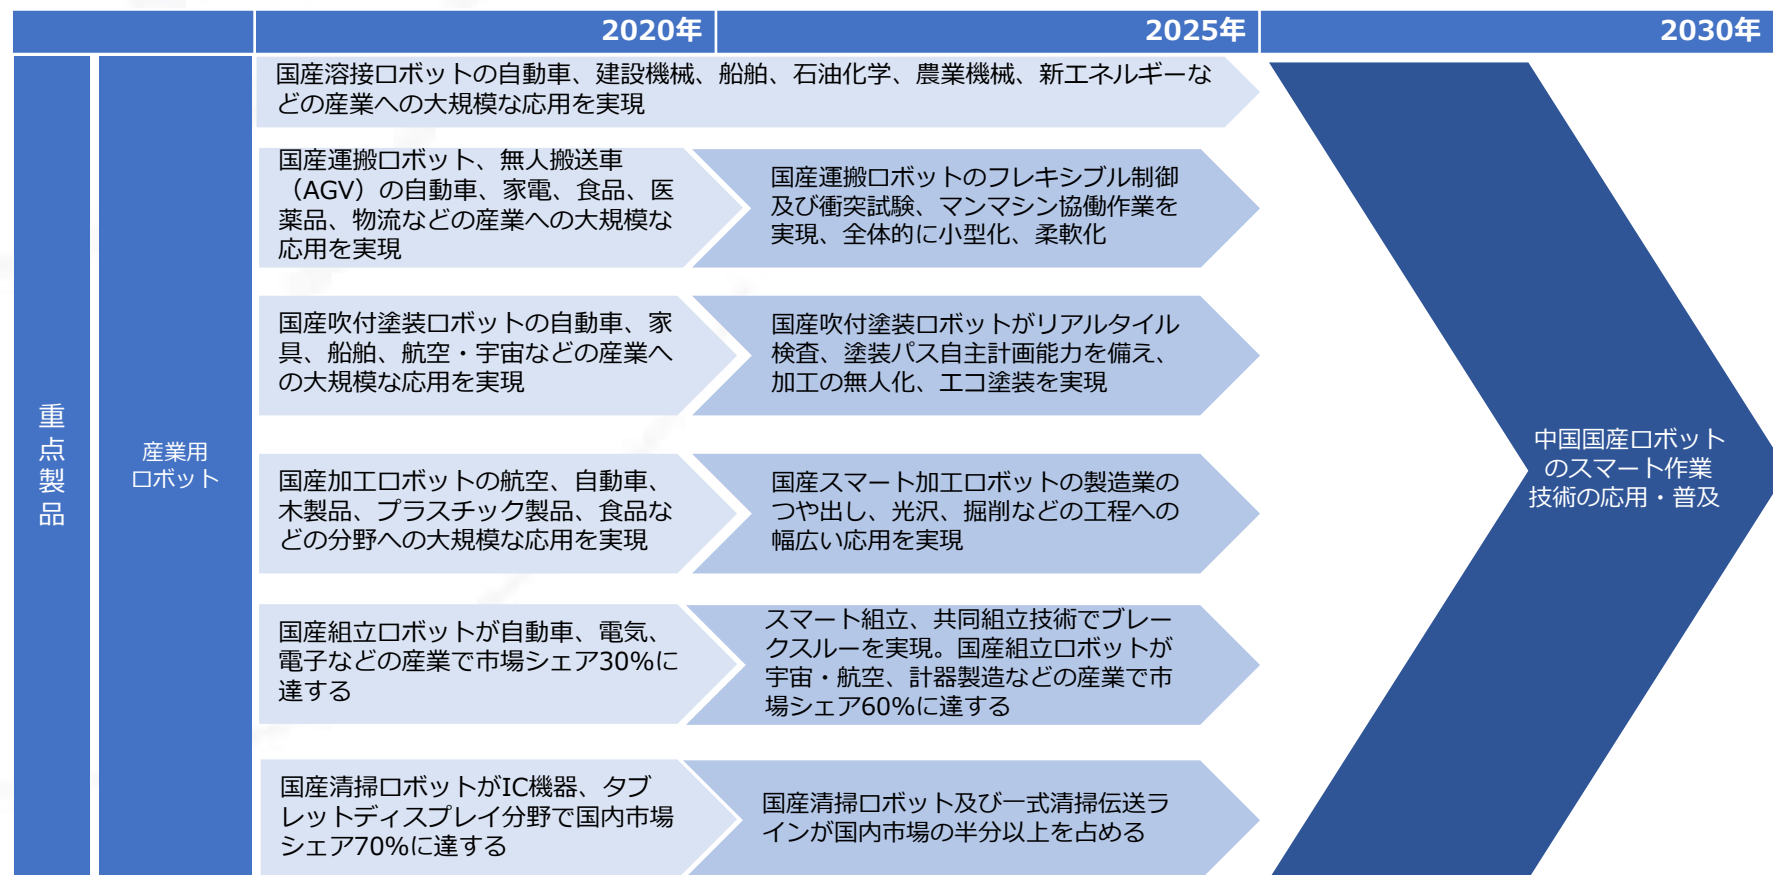 2020年
2025年
2030年
重
点
製
品
産業用
ロボット
国産溶接ロボットの自動車、建設機械、船舶、石油化学、農業機械、新エネルギーな
どの産業への大規模な応用を実現
国産運搬ロボット、無人搬送車
（AGV）の自動車、家電、食品、医
薬品、物流などの産業への大規模な
応用を実現
国産運搬ロボットのフレキシブル制御
及び衝突試験、マンマシン協働作業を
実現、全体的に小型化、柔軟化
国産吹付塗装ロボットの自動車、家
具、船舶、航空・宇宙などの産業へ
の大規模な応用を実現
国産吹付塗装ロボットがリアルタイル
検査、塗装パス自主計画能力を備え、
加工の無人化、エコ塗装を実現
国産加工ロボットの航空、自動車、
木製品、プラスチック製品、食品な
どの分野への大規模な応用を実現
国産スマート加工ロボットの製造業の
つや出し、光沢、掘削などの工程への
幅広い応用を実現
国産組立ロボットが自動車、電気、
電子などの産業で市場シェア30%に
達する
スマート組立、共同組立技術でブレー
クスルーを実現。国産組立ロボットが
宇宙・航空、計器製造などの産業で市
場シェア60%に達する
国産清掃ロボットがIC機器、タブ
レットディスプレイ分野で国内市場
シェア70%に達する
国産清掃ロボット及び一式清掃伝送ラ
インが国内市場の半分以上を占める
中国国産ロボット
のスマート作業
技術の応用・普及